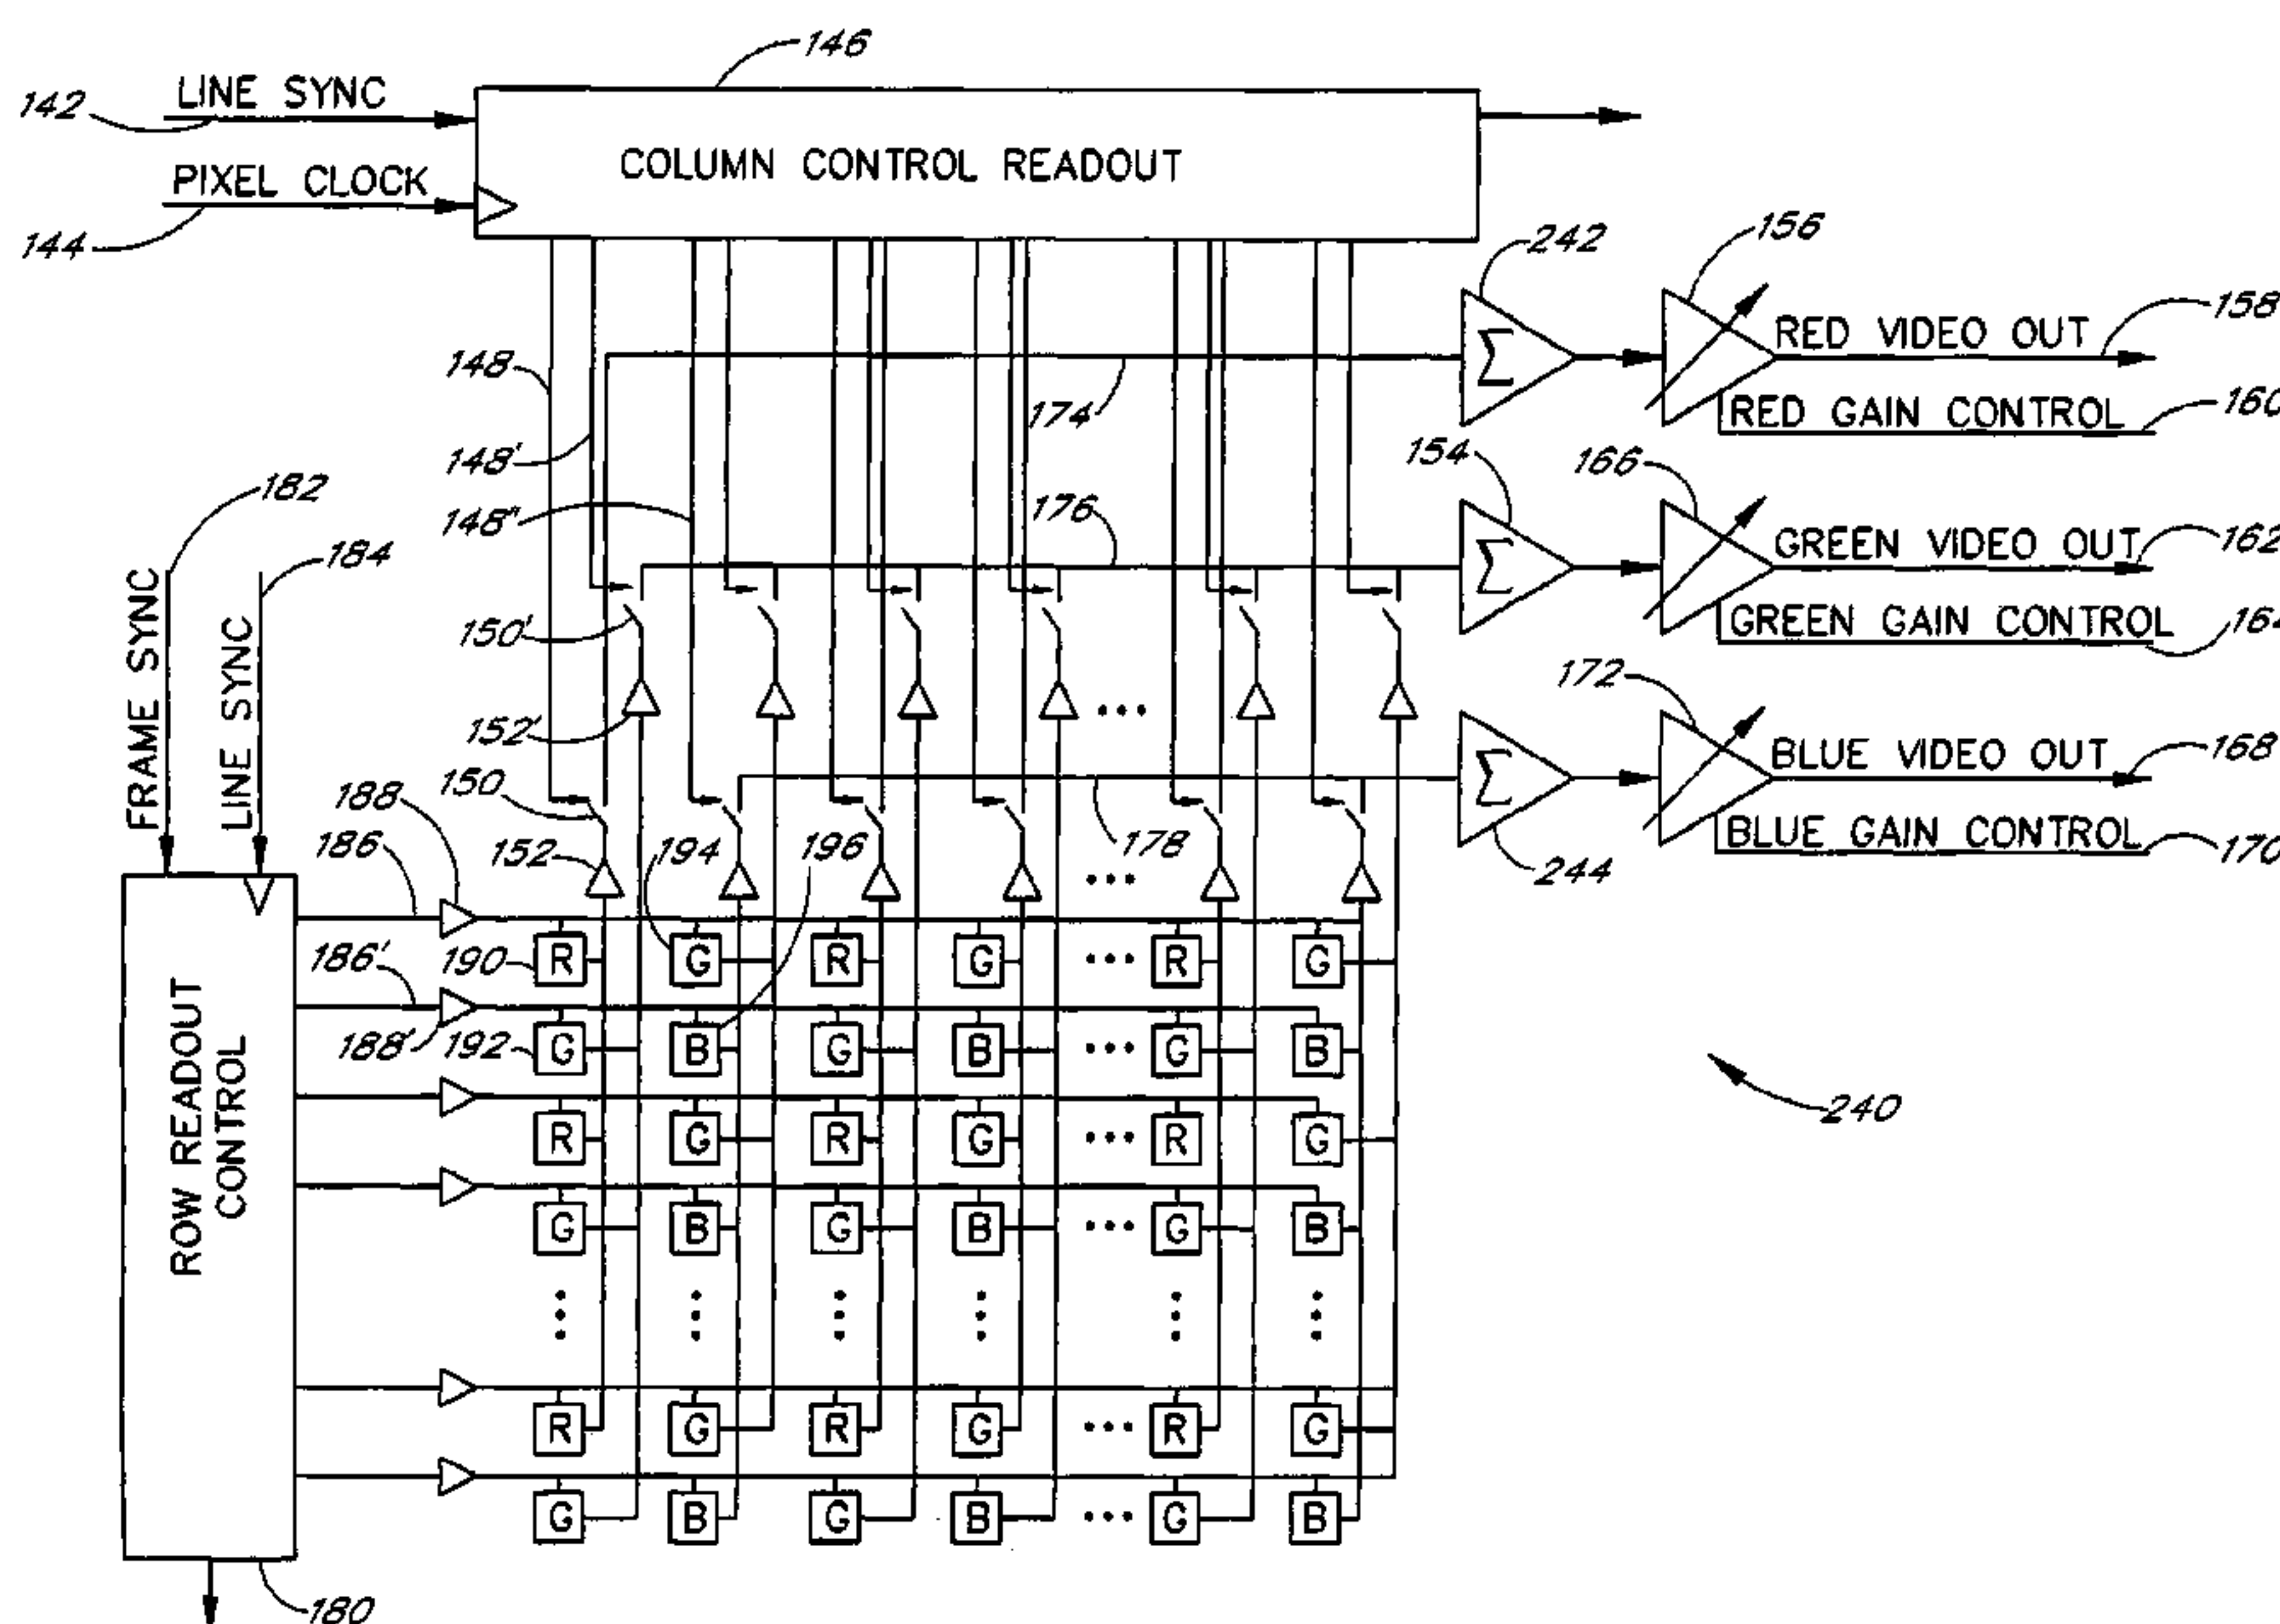 146
142
LINE SYNC
PIXEL CLOCK
144
COLUMN CONTROL READOUT
242
156
Σ
RED VIDEO OUT
158
RED GAIN CONTROL
160
148
174
148'
154
166
182
148"
176
Σ
GREEN VIDEO OUT
162
184
GREEN GAIN CONTROL
164
FRAME SYNC
LINE SYNC
150'
152'
172
Σ
BLUE VIDEO OUT
168
BLUE GAIN CONTROL
170
188
150
186
152
194
196
178
...
244
186'
190
R G R G ... R G
188'
192
G B G B ... G B
R G R G ... R G
240
G B G B ... G B
R G R G ... R G
G B G B ... G B
ROW READOUT
CONTROL
180